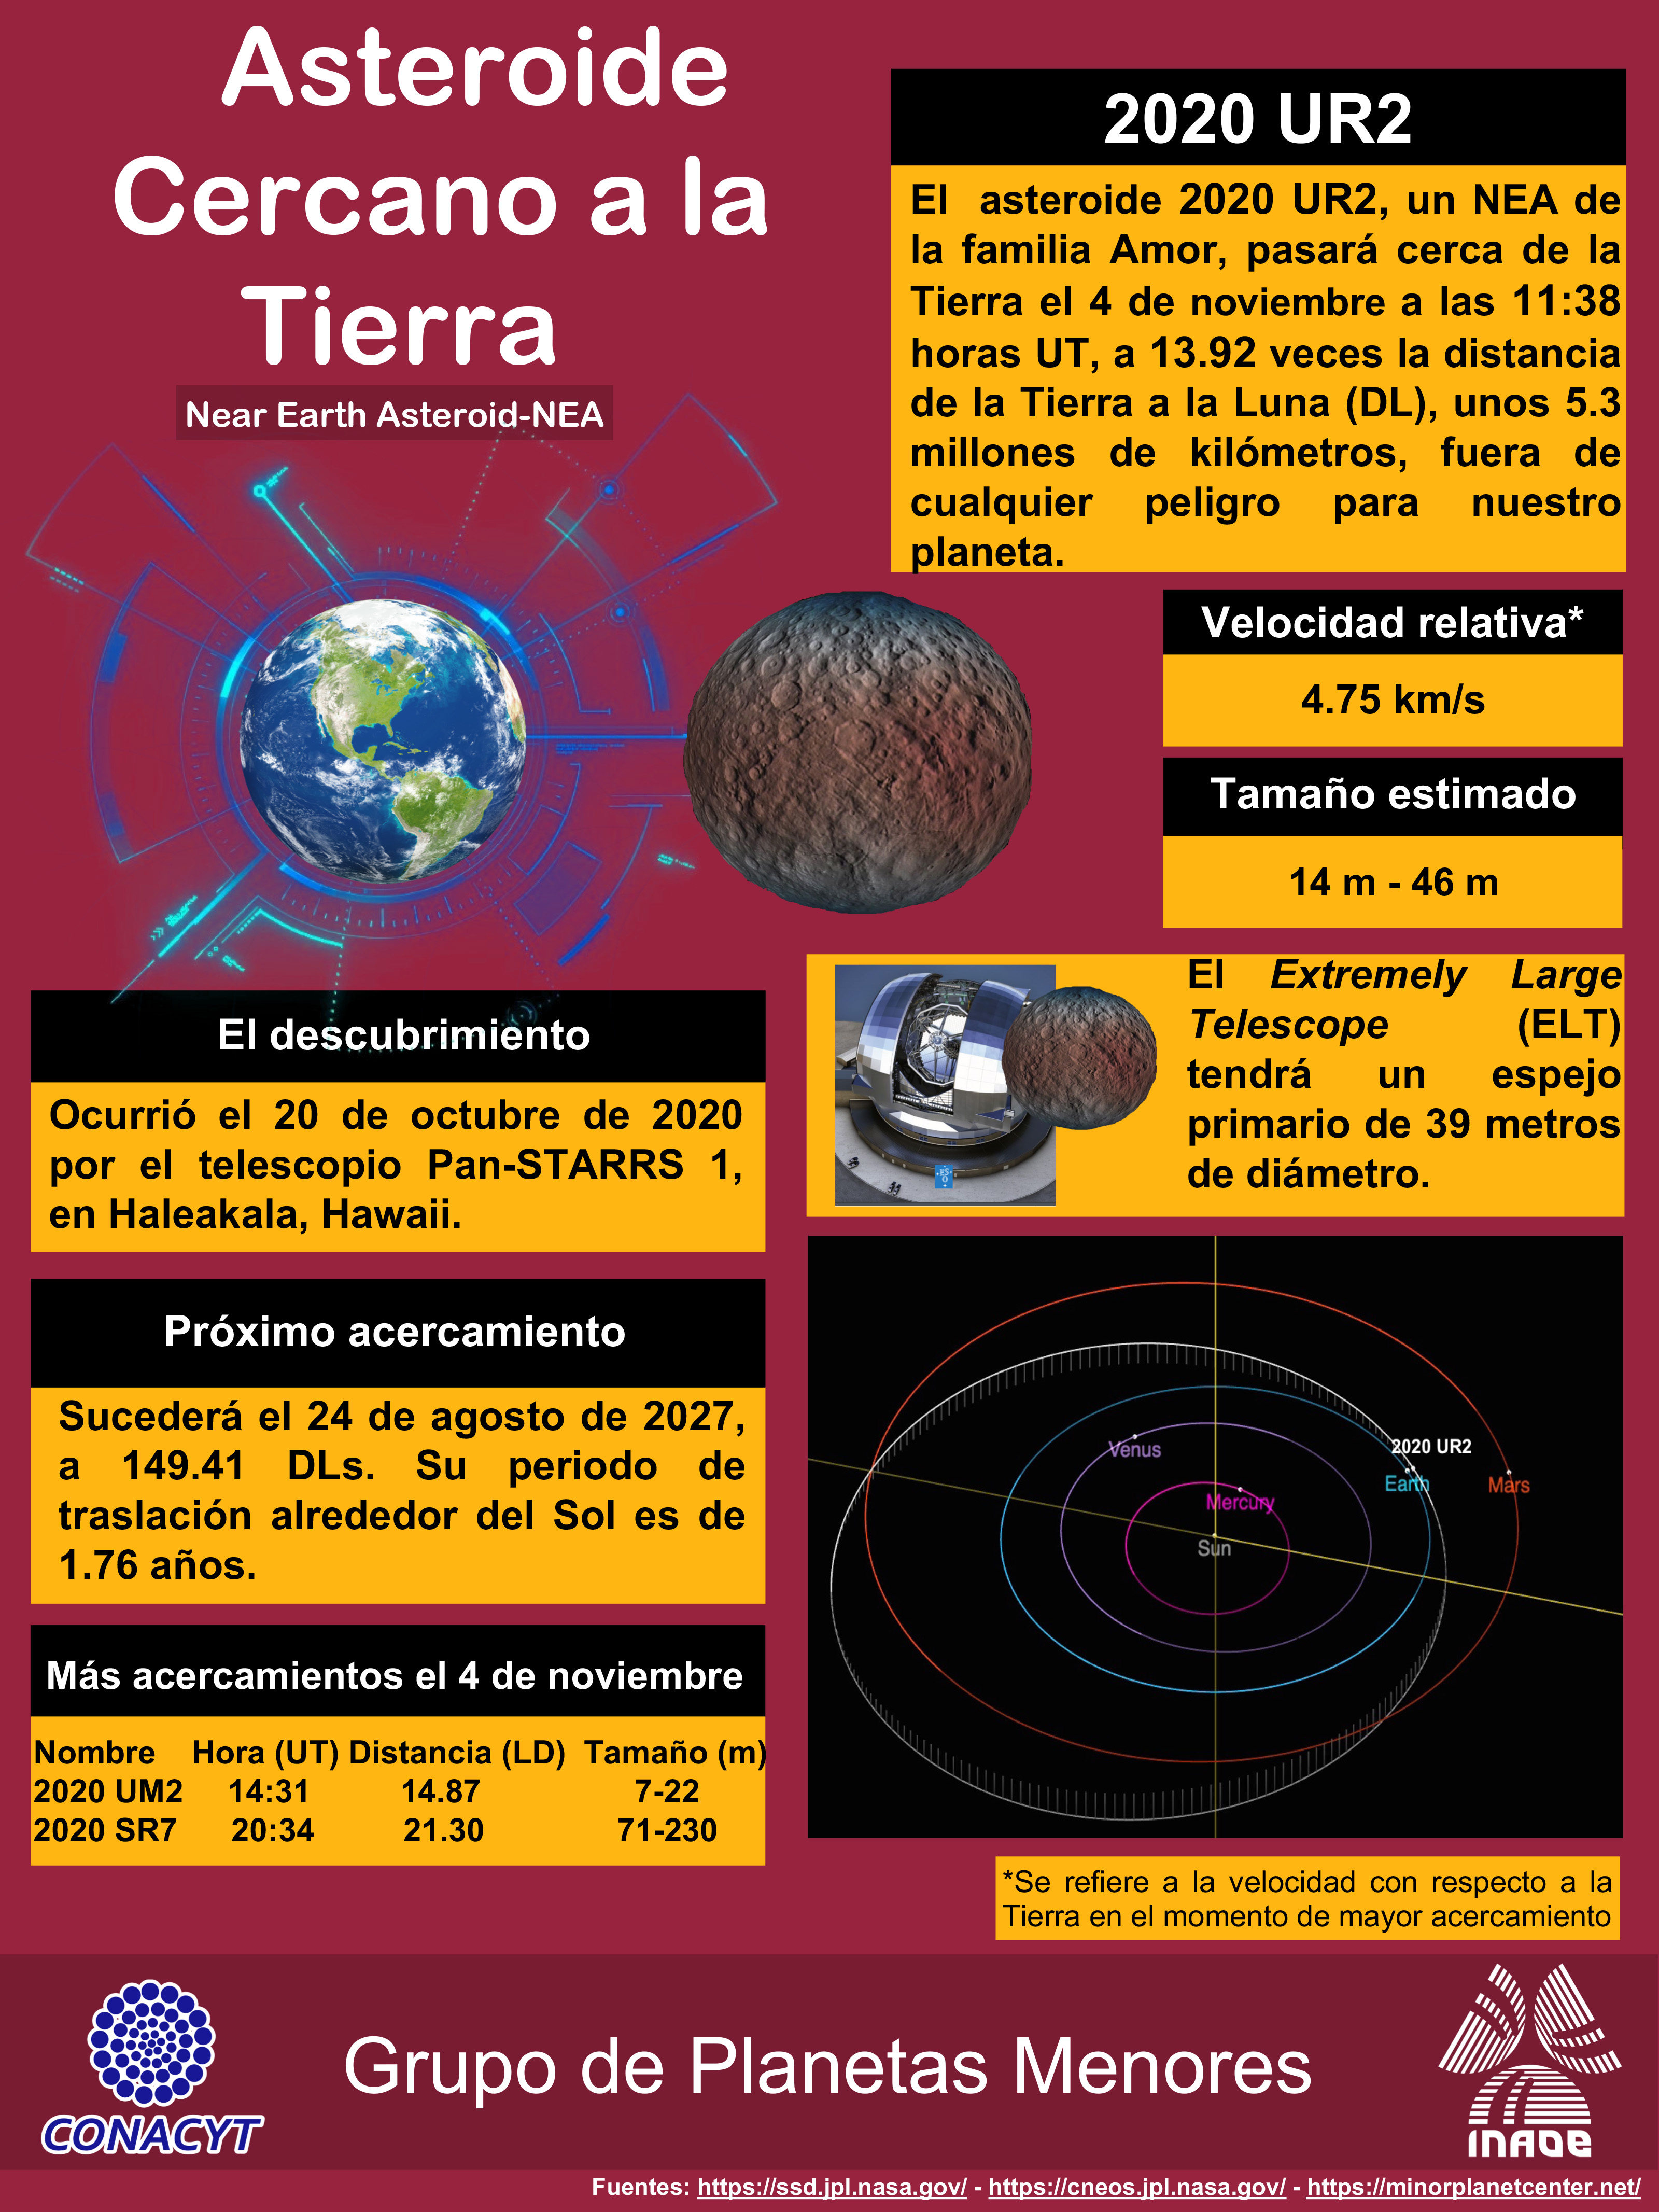 Asteroide
Cercano a la
Tierra
Near Earth Asteroid-NEA
2020 UR2
El asteroide 2020 UR2, un NEA de
la familia Amor, pasará cerca de la
Tierra el 4 de noviembre a las 11:38
horas UT, a 13.92 veces la distancia
de la Tierra a la Luna (DL), unos 5.3
millones de kilómetros, fuera de
cualquier peligro para nuestro
planeta.
Velocidad relativa*
4.75 km/s
Tamaño estimado
14 m - 46 m
El Extremely Large
Telescope (ELT)
tendrá un espejo
primario de 39 metros
de diámetro.
El descubrimiento
Ocurrió el 20 de octubre de 2020
por el telescopio Pan-STARRS 1,
en Haleakala, Hawaii.
Próximo acercamiento
Sucederá el 24 de agosto de 2027,
a 149.41 DLs. Su periodo de
traslación alrededor del Sol es de
1.76 años.
Más acercamientos el 4 de noviembre
Nombre Hora (UT) Distancia (LD) Tamaño (m)
2020 UM2 14:31 14.87 7-22
2020 SR7 20:34 21.30 71-230
2020 UR2
Venus
Earth
Mars
Mercury
Sun
*Se refiere a la velocidad con respecto a la
Tierra en el momento de mayor acercamiento
CONACYT
Grupo de Planetas Menores
INAOE
Fuentes: https://ssd.jpl.nasa.gov/ - https://cneos.jpl.nasa.gov/ - https://minorplanetcenter.net/